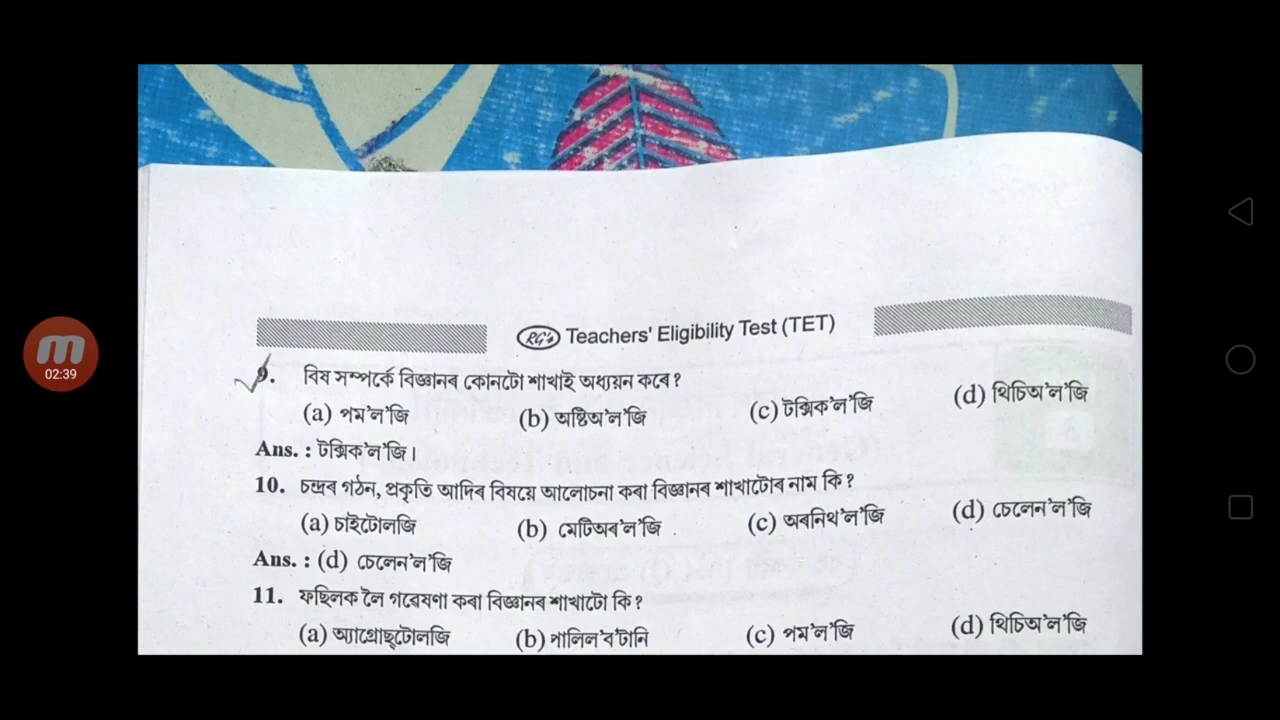 RG's Teachers' Eligibility Test (TET)
9. বিষ সম্পৰ্কে বিজ্ঞানৰ কোনটো শাখাই অধ্যয়ন কৰে?
(a) পম'ল'জি (b) অষ্টিঅ'ল'জি (c) টক্সিক'ল'জি (d) থিচিঅ'ল'জি
Ans. : টক্সিক'ল'জি।
10. চন্দ্ৰৰ গঠন, প্ৰকৃতি আদিৰ বিষয়ে আলোচনা কৰা বিজ্ঞানৰ শাখাটোৰ নাম কি?
(a) চাইটোলজি (b) মেটিঅৰ'ল'জি (c) অৰনিথ'ল'জি (d) চেলেন'ল'জি
Ans. : (d) চেলেন'ল'জি
11. ফছিলক লৈ গৱেষণা কৰা বিজ্ঞানৰ শাখাটো কি?
(a) অ্যাগ্ৰোছ্টোলজি (b) পালিল'ব'টানি (c) পম'ল'জি (d) থিচিঅ'ল'জি
02:39